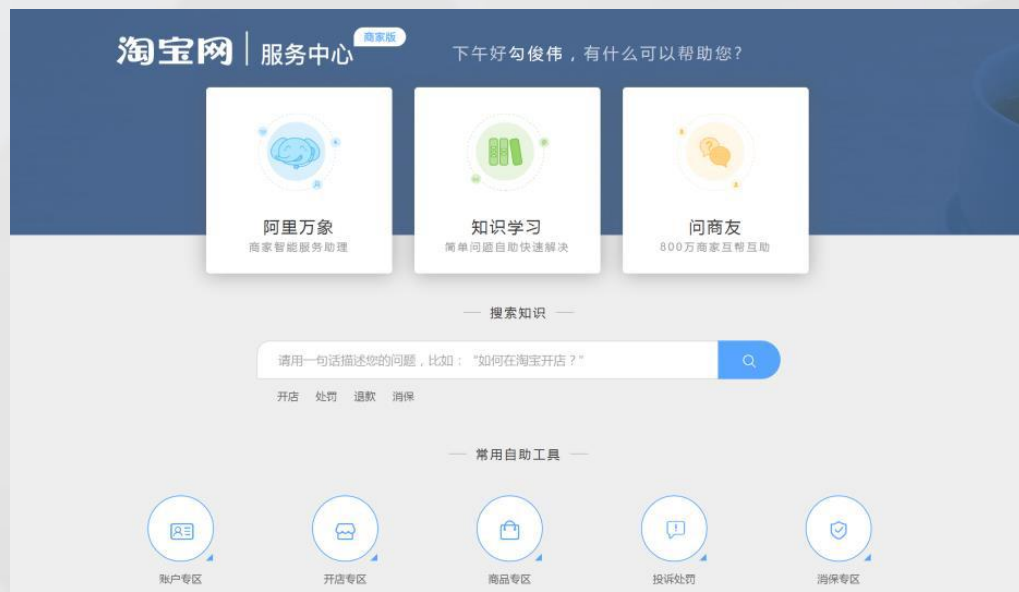 淘宝网 服务中心 商家版
下午好勾俊伟，有什么可以帮助您？
阿里万象
商家智能服务助理
知识学习
简单问题自助快速解决
问商友
800万商家互帮互助
搜索知识
请用一句话描述您的问题，比如："如何在淘宝开店？"
开店 处罚 退款 消保
常用自助工具
账户专区 开店专区 商品专区 投诉处罚 消保专区